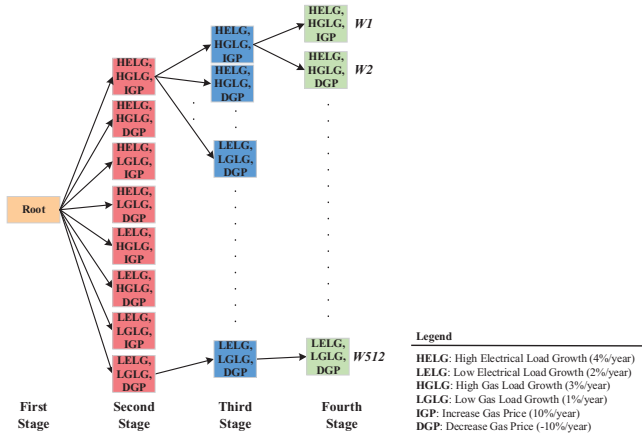 HELG,
HGLG,
IGP
W1
HELG,
HGLG,
IGP
HELG,
HGLG,
DGP
W2
HELG,
HGLG,
DGP
HELG,
HGLG,
IGP
HELG,
HGLG,
DGP
HELG,
LGLG,
IGP
LELG,
LGLG,
DGP
Root
HELG,
LGLG,
DGP
LELG,
HGLG,
IGP
LELG,
HGLG,
DGP
LELG,
LGLG,
IGP
LELG,
LGLG,
DGP
LELG,
LGLG,
DGP
LELG,
LGLG,
DGP
W512
First
Stage
Second
Stage
Third
Stage
Fourth
Stage
Legend
HELG: High Electrical Load Growth (4%/year)
LELG: Low Electrical Load Growth (2%/year)
HGLG: High Gas Load Growth (3%/year)
LGLG: Low Gas Load Growth (1%/year)
IGP: Increase Gas Price (10%/year)
DGP: Decrease Gas Price (-10%/year)